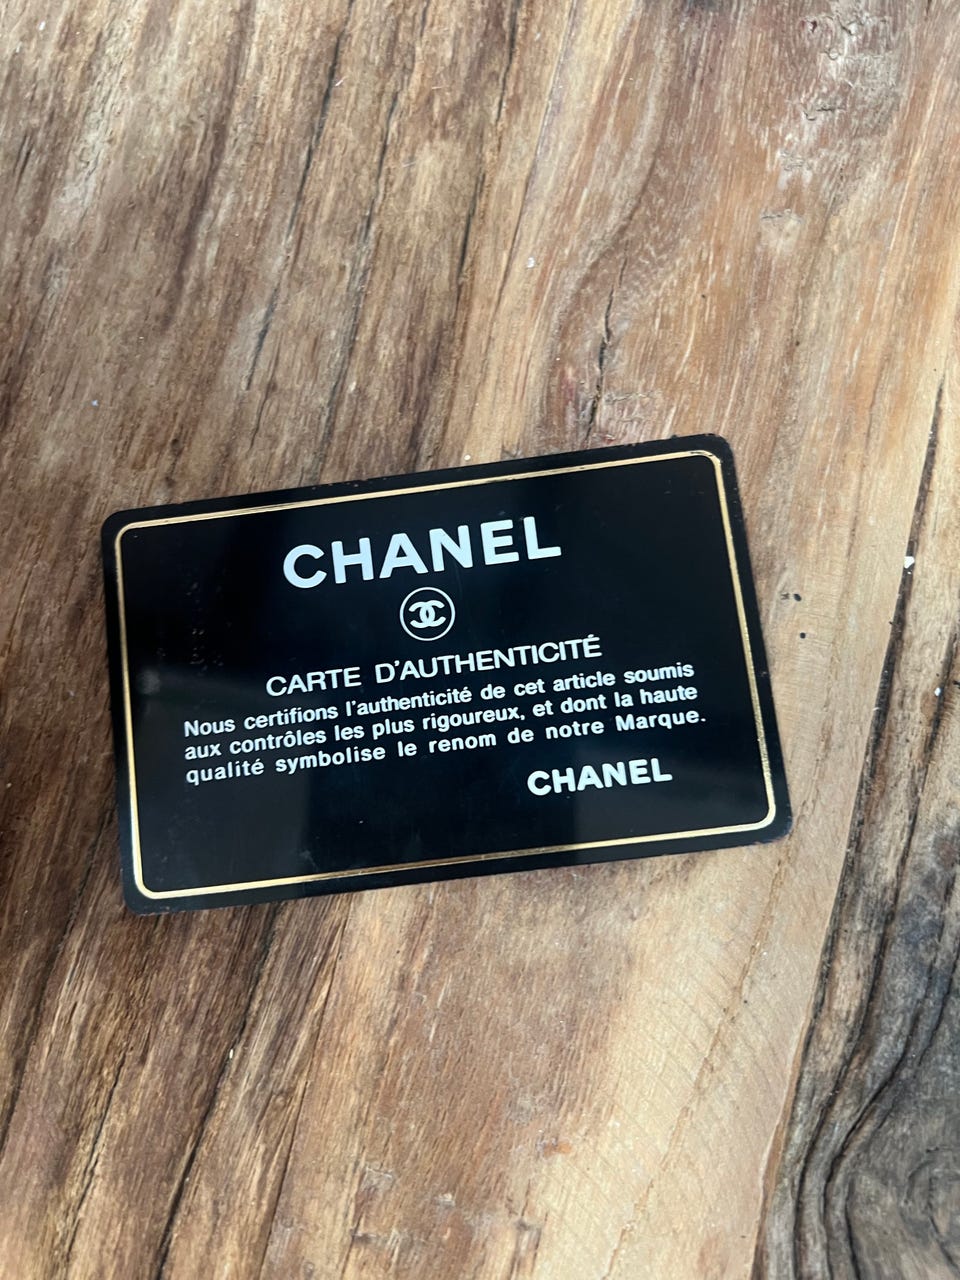 CHANEL
CARTE D'AUTHENTICITÉ
Nous certifions l'authenticité de cet article soumis
aux contrôles les plus rigoureux, et dont la haute
qualité symbolise le renom de notre Marque.
CHANEL